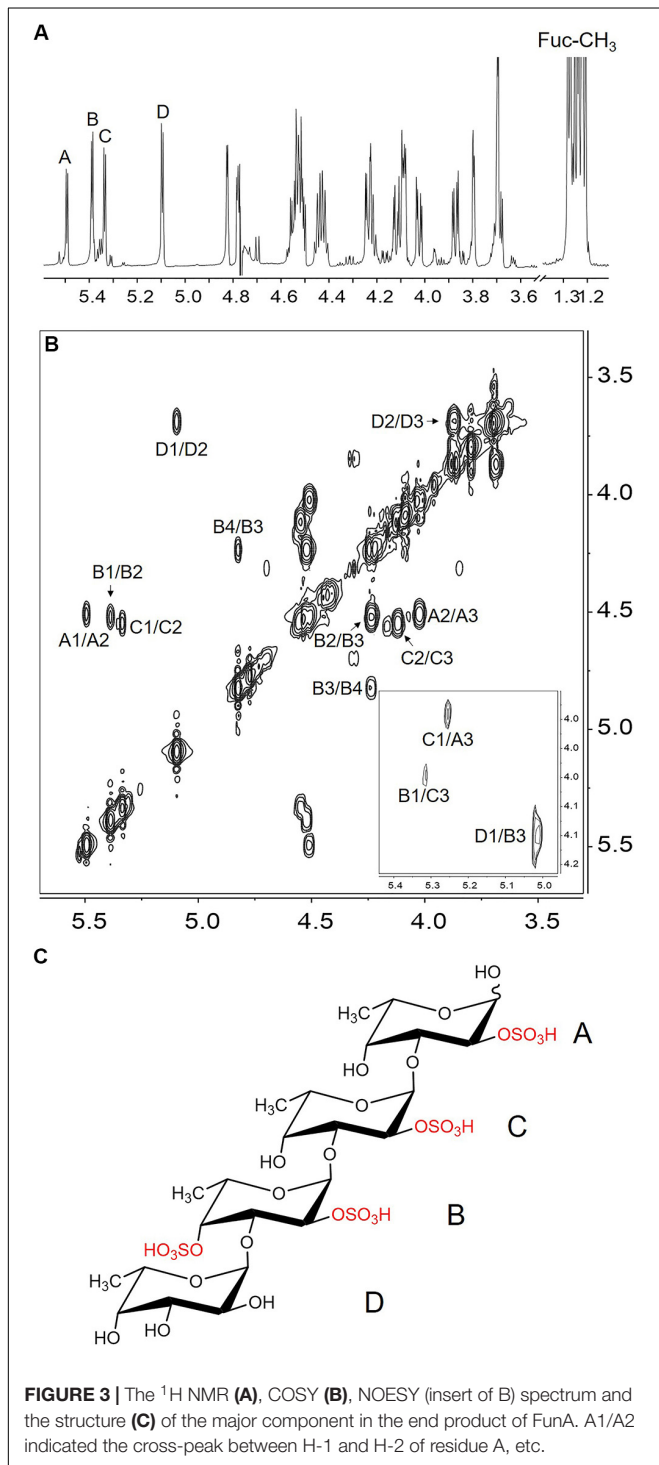 A
Fuc-CH₃
A
B
C
D
5.4 5.2 5.0 4.8 4.6 4.4 4.2 4.0 3.8 3.6 1.3 1.2
B
3.5
D2/D3
D1/D2
4.0
B4/B3
B1/B2
A1/A2
C1/C2
B2/B3
A2/A3
C2/C3
4.5
B3/B4
5.0
C1/A3
B1/C3
D1/B3
4.0
4.0
4.0
4.1
4.1
4.2
5.4 5.3 5.2 5.1 5.0
5.5
5.5 5.0 4.5 4.0 3.5
C
HO
H₃C
O
OSO₃H
A
HO
O
H₃C
O
OSO₃H
C
HO
O
H₃C
O
OSO₃H
B
HO₃SO
O
H₃C
O
OH
D
HO
HO
FIGURE 3 | The ¹H NMR (A), COSY (B), NOESY (insert of B) spectrum and
the structure (C) of the major component in the end product of FunA. A1/A2
indicated the cross-peak between H-1 and H-2 of residue A, etc.